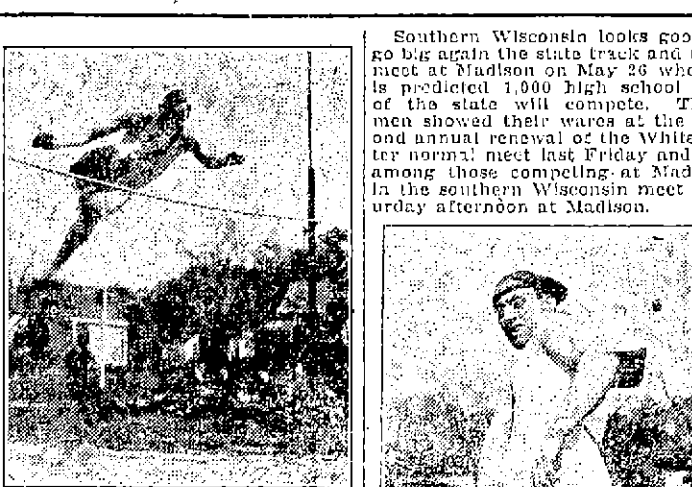 Southern Wisconsin looks goo
go big again the state track and
meet at Madison on May 26 whe
is predicted 1,000 high school
of the state will compete. T
men showed their wares at the
ond annual renewal of the White
ter normal meet last Friday and
among those competing at Mad
in the southern Wisconsin meet
urday afternoon at Madison.